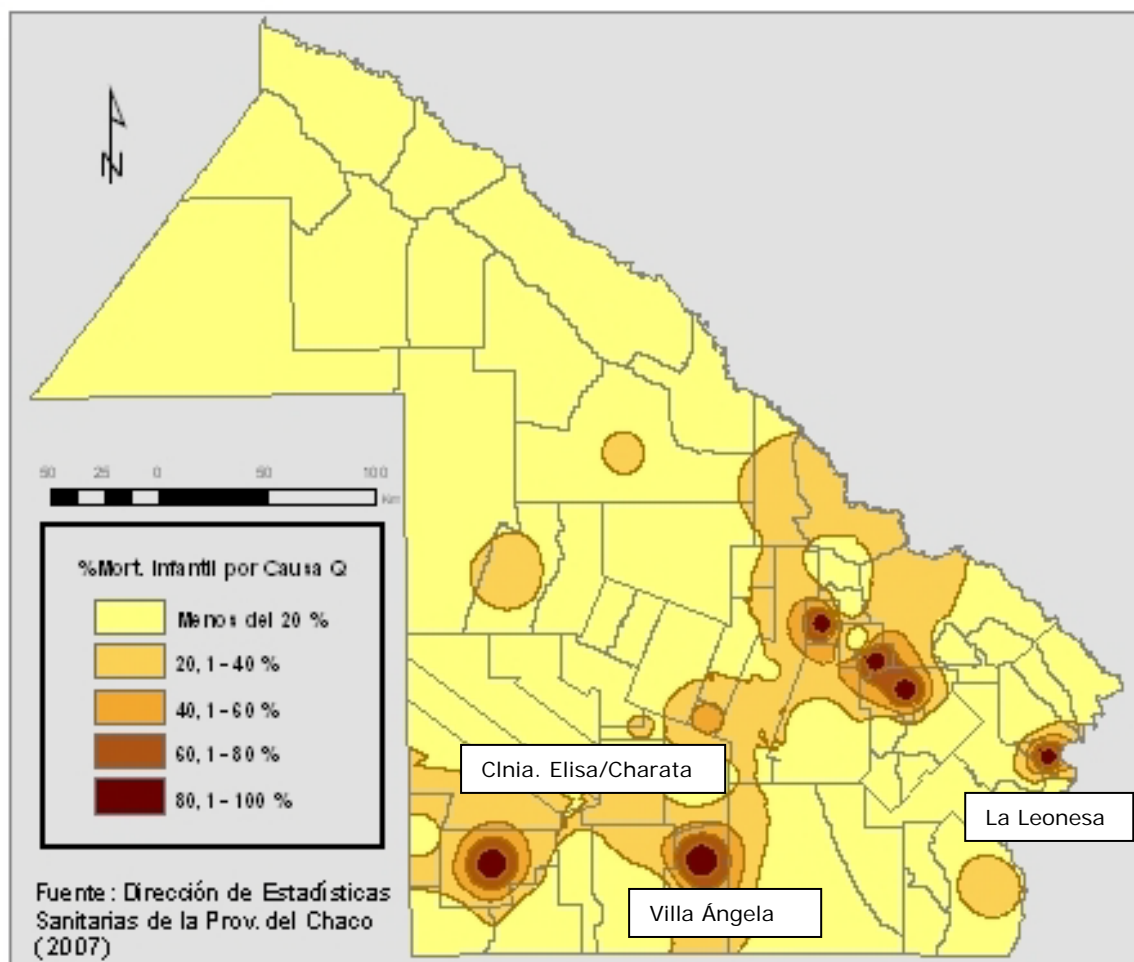 N
50 25 0 50 100
Km
%Mort. Infantil por Causa Q
Menos del 20 %
20, 1 - 40 %
40, 1 - 60 %
60, 1 - 80 %
80, 1 - 100 %
Fuente: Dirección de Estadísticas
Sanitarias de la Prov. del Chaco
(2007)
Clnia. Elisa/Charata
La Leonesa
Villa Ángela